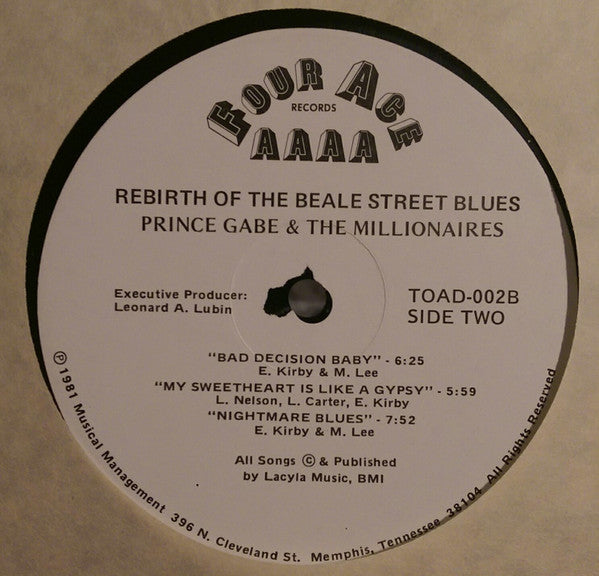 FOUR ACE
RECORDS
AAAA
REBIRTH OF THE BEALE STREET BLUES
PRINCE GABE & THE MILLIONAIRES
Executive Producer:
Leonard A. Lubin
TOAD-002B
SIDE TWO
"BAD DECISION BABY" - 6:25
E. Kirby & M. Lee
"MY SWEETHEART IS LIKE A GYPSY" - 5:59
L. Nelson, L. Carter, E. Kirby
"NIGHTMARE BLUES" - 7:52
E. Kirby & M. Lee
All Songs © & Published
by Lacyla Music, BMI
℗ 1981 Musical Management 396 N. Cleveland St. Memphis, Tennessee 38104 All Rights Reserved